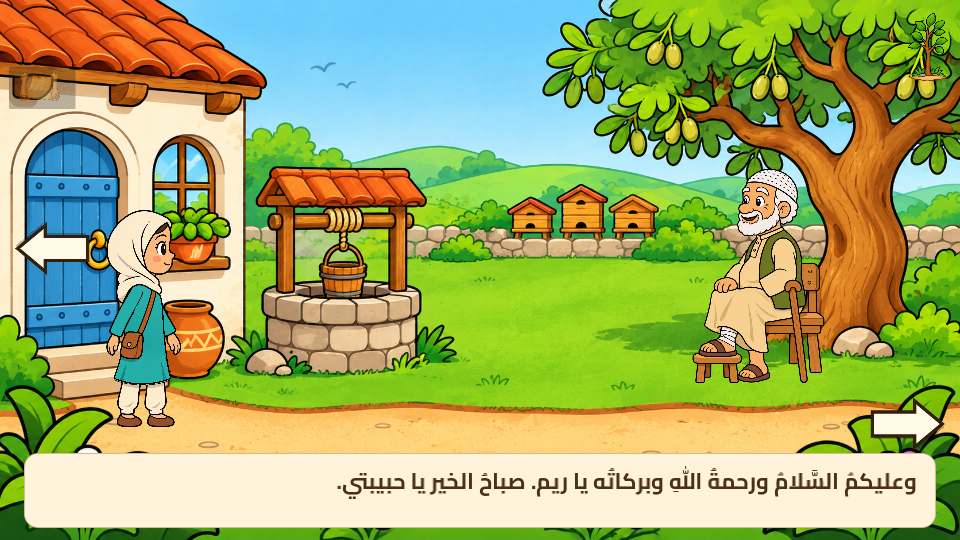 وعليكمُ السَّلامُ ورحمةُ اللهِ وبركاتُه يا ريم. صباحُ الخير يا حبيبتي.